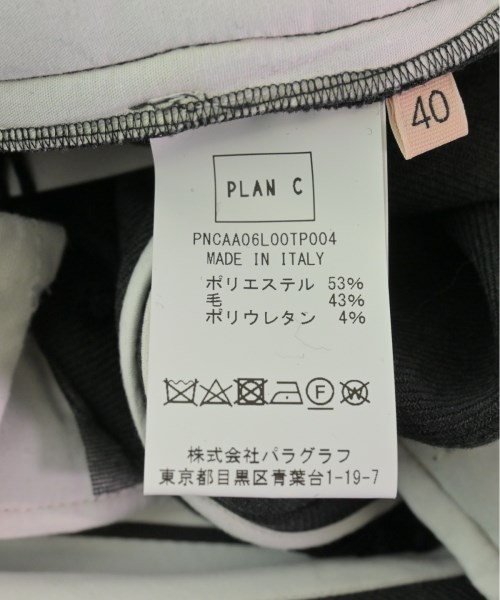 40
PLAN C
PNCAA06L00TP004
MADE IN ITALY
ポリエステル 53%
毛 43%
ポリウレタン 4%
F W
株式会社パラグラフ
東京都目黒区青葉台1-19-7